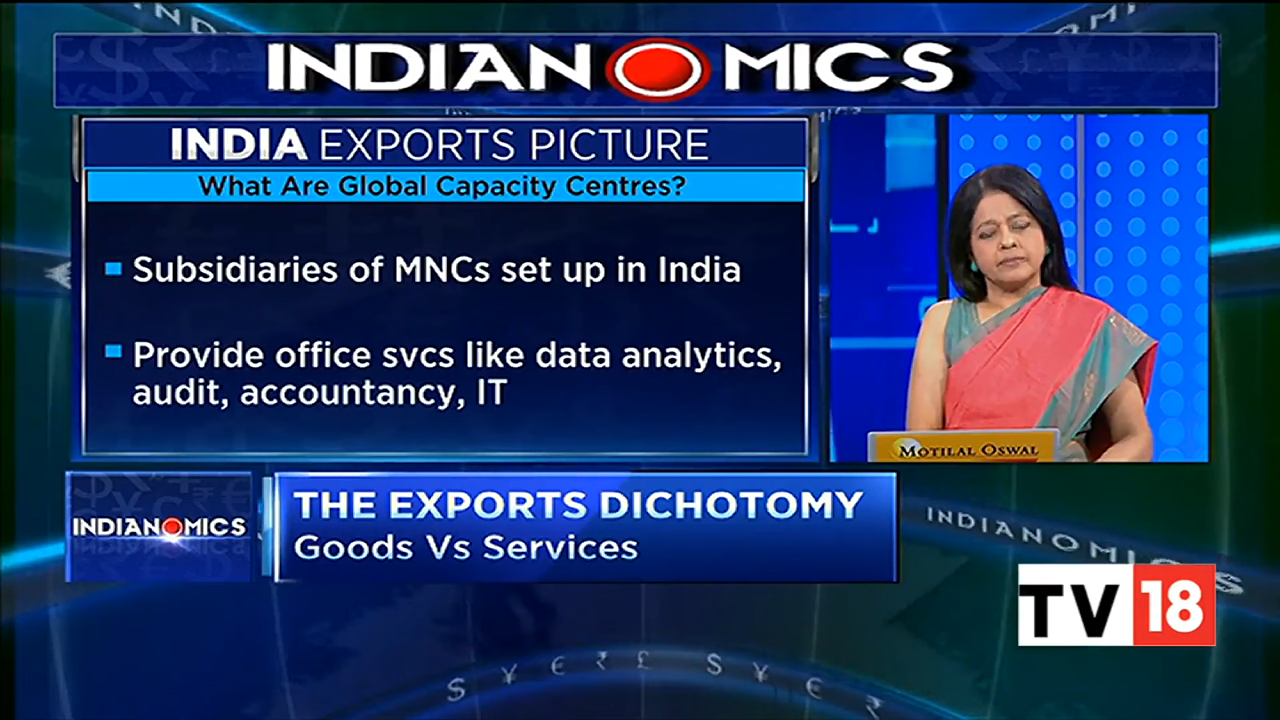 INDIANOMICS
INDIA EXPORTS PICTURE
What Are Global Capacity Centres?
Subsidiaries of MNCs set up in India
Provide office svcs like data analytics,
audit, accountancy, IT
MOTILAL OSWAL
INDIANOMICS
THE EXPORTS DICHOTOMY
Goods Vs Services
INDIANOMICS
TV18
$ ¥ € ₹ £ $ ¥ € ₹